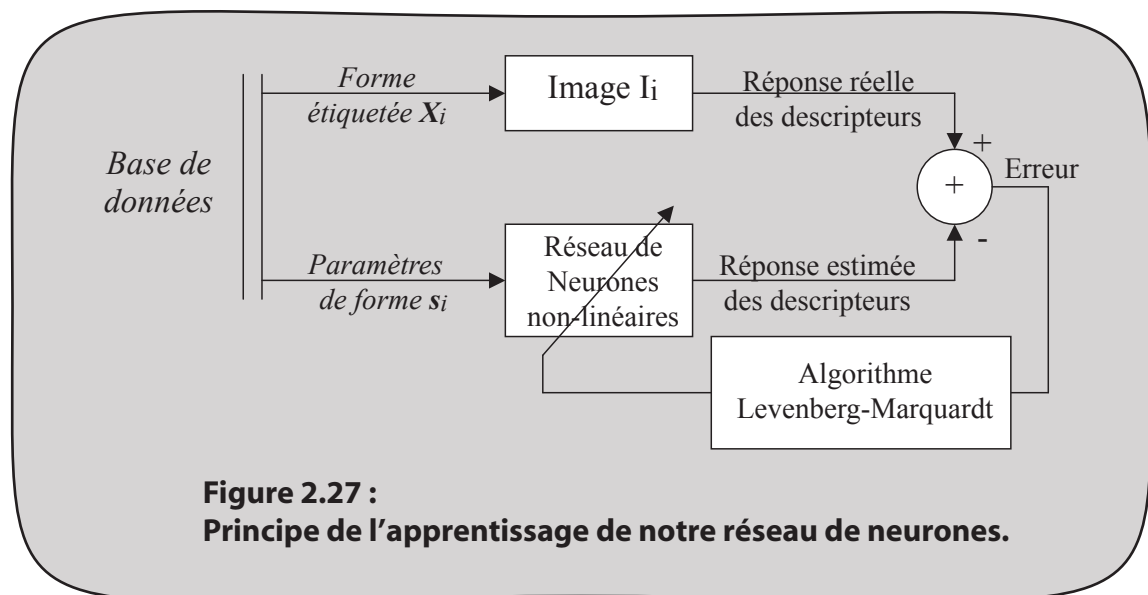 Base de
données
Forme
étiquetée Xi
Image Ii
Réponse réelle
des descripteurs
+
+
Erreur
-
Paramètres
de forme si
Réseau de
Neurones
non-linéaires
Réponse estimée
des descripteurs
Algorithme
Levenberg-Marquardt
Figure 2.27 :
Principe de l’apprentissage de notre réseau de neurones.